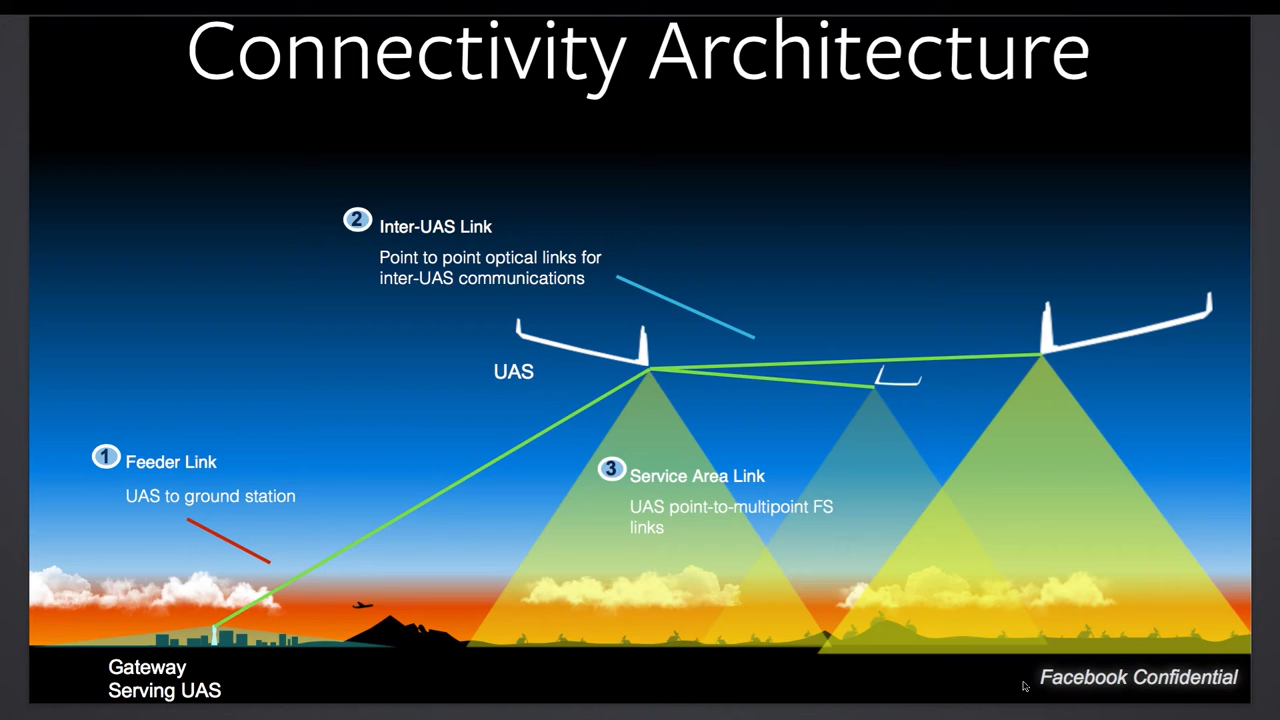 Connectivity Architecture
2
Inter-UAS Link
Point to point optical links for
inter-UAS communications
UAS
1
Feeder Link
UAS to ground station
3
Service Area Link
UAS point-to-multipoint FS
links
Gateway
Serving UAS
Facebook Confidential